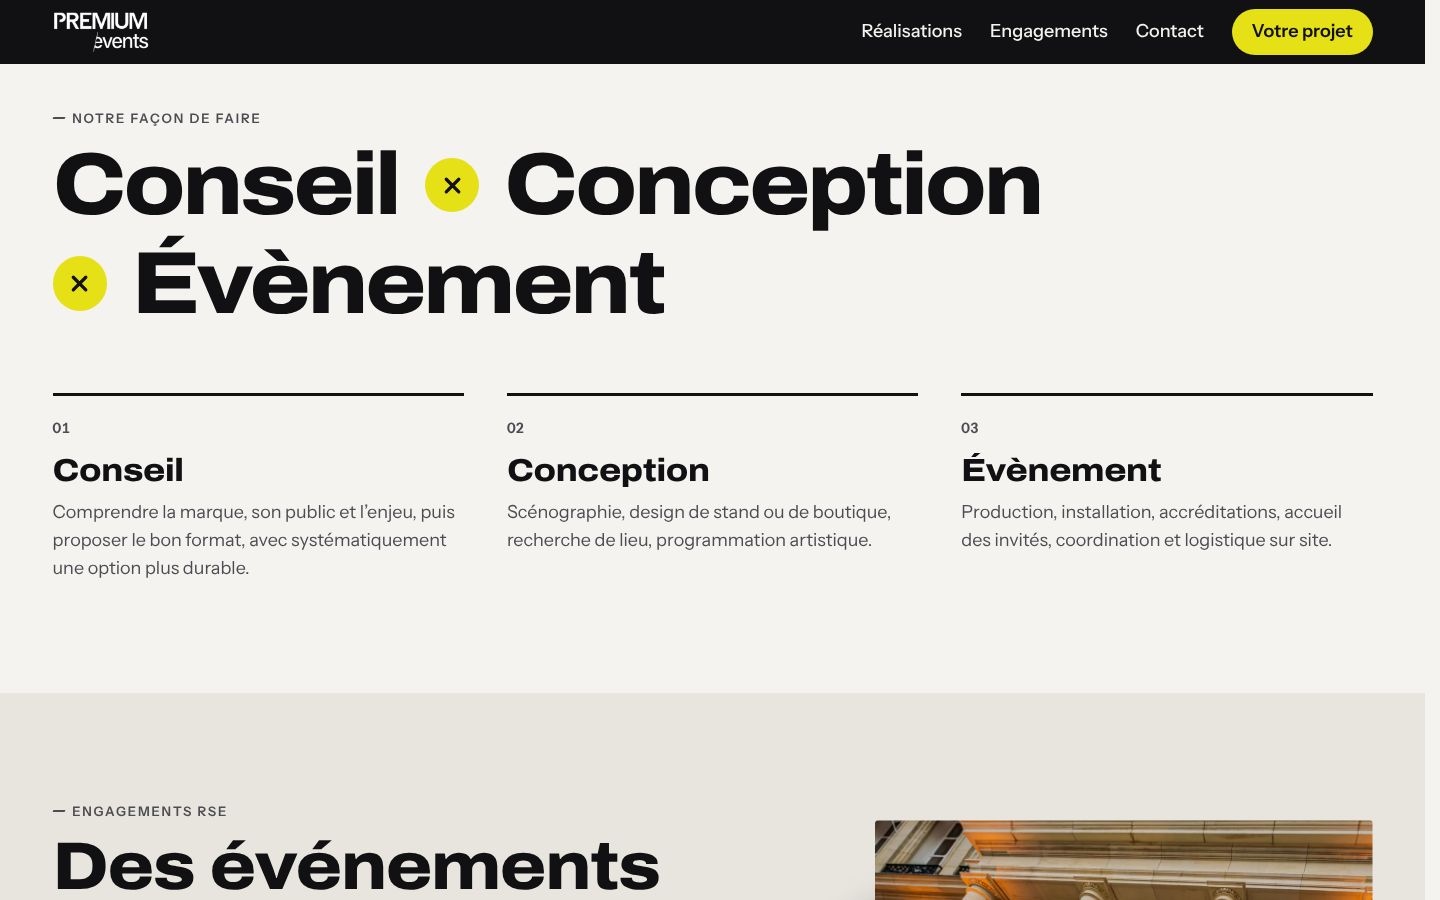 PREMIUM
events
Réalisations Engagements Contact Votre projet
— NOTRE FAÇON DE FAIRE
Conseil × Conception
× Évènement
01
Conseil
Comprendre la marque, son public et l’enjeu, puis
proposer le bon format, avec systématiquement
une option plus durable.
02
Conception
Scénographie, design de stand ou de boutique,
recherche de lieu, programmation artistique.
03
Évènement
Production, installation, accréditations, accueil
des invités, coordination et logistique sur site.
— ENGAGEMENTS RSE
Des événements